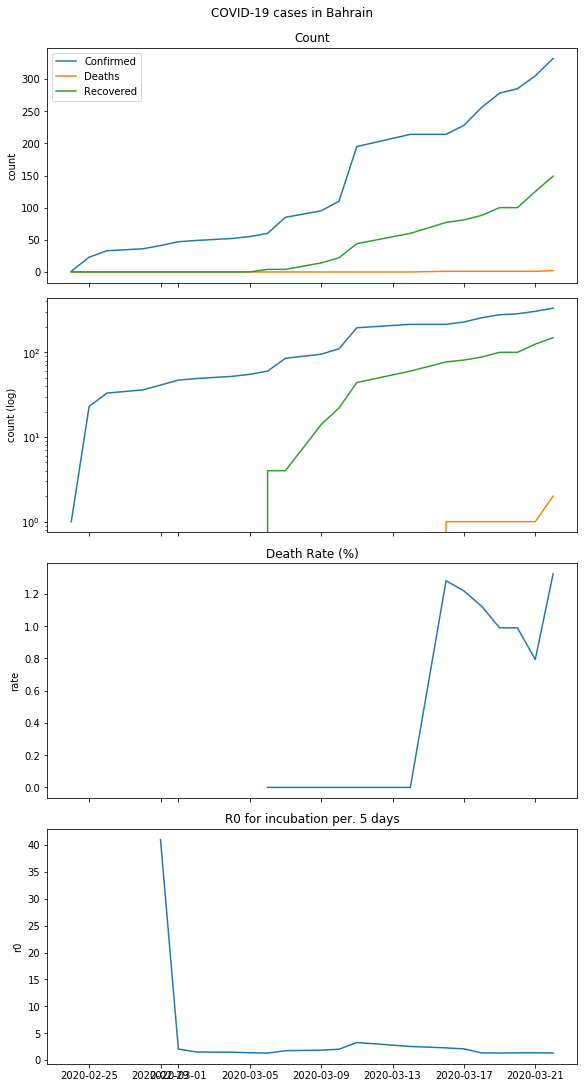 COVID-19 cases in Bahrain
Count
Confirmed
Deaths
Recovered
count
300
250
200
150
100
50
0
count (log)
10²
10¹
10⁰
Death Rate (%)
rate
1.2
1.0
0.8
0.6
0.4
0.2
0.0
R0 for incubation per. 5 days
r0
40
35
30
25
20
15
10
5
0
2020-02-25 2020-02-29 2020-03-01 2020-03-05 2020-03-09 2020-03-13 2020-03-17 2020-03-21